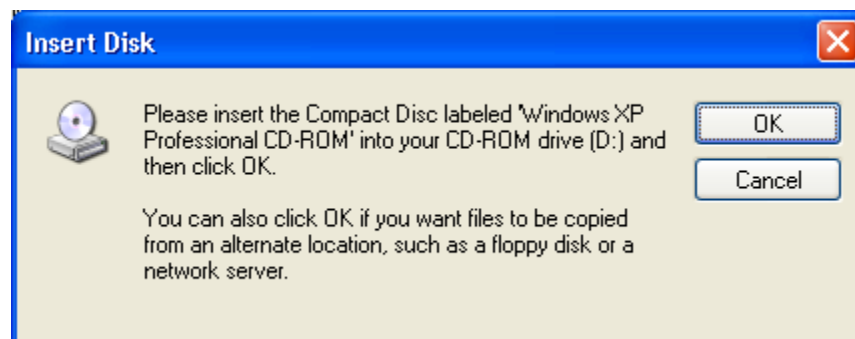 Insert Disk
Please insert the Compact Disc labeled 'Windows XP
Professional CD-ROM' into your CD-ROM drive (D:) and
then click OK.
You can also click OK if you want files to be copied
from an alternate location, such as a floppy disk or a
network server.
OK
Cancel